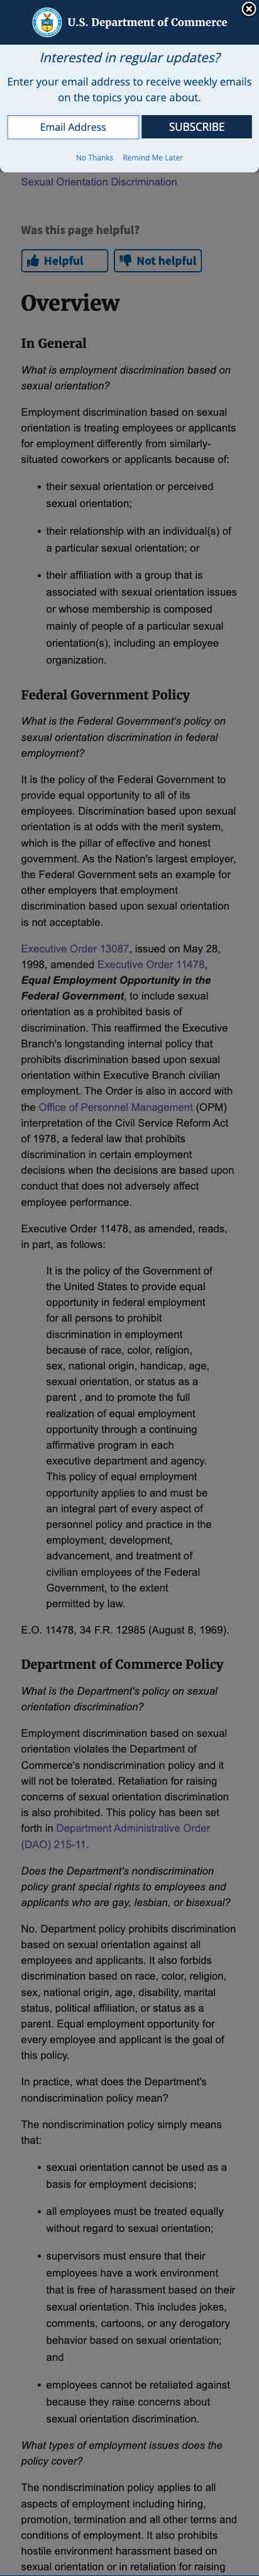 U.S. Department of Commerce
Interested in regular updates?
Enter your email address to receive weekly emails
on the topics you care about.
Email Address
SUBSCRIBE
No Thanks Remind Me Later
Sexual Orientation Discrimination
Was this page helpful?
Helpful
Not helpful
Overview
In General
What is employment discrimination based on
sexual orientation?
Employment discrimination based on sexual
orientation is treating employees or applicants
for employment differently from similarly-
situated coworkers or applicants because of:
• their sexual orientation or perceived
sexual orientation;
• their relationship with an individual(s) of
a particular sexual orientation; or
• their affiliation with a group that is
associated with sexual orientation issues
or whose membership is composed
mainly of people of a particular sexual
orientation(s), including an employee
organization.
Federal Government Policy
What is the Federal Government's policy on
sexual orientation discrimination in federal
employment?
It is the policy of the Federal Government to
provide equal opportunity to all of its
employees. Discrimination based upon sexual
orientation is at odds with the merit system,
which is the pillar of effective and honest
government. As the Nation's largest employer,
the Federal Government sets an example for
other employers that employment
discrimination based upon sexual orientation
is not acceptable.
Executive Order 13087, issued on May 28,
1998, amended Executive Order 11478,
Equal Employment Opportunity in the
Federal Government, to include sexual
orientation as a prohibited basis of
discrimination. This reaffirmed the Executive
Branch's longstanding internal policy that
prohibits discrimination based upon sexual
orientation within Executive Branch civilian
employment. The Order is also in accord with
the Office of Personnel Management (OPM)
interpretation of the Civil Service Reform Act
of 1978, a federal law that prohibits
discrimination in certain employment
decisions when the decisions are based upon
conduct that does not adversely affect
employee performance.
Executive Order 11478, as amended, reads,
in part, as follows:
It is the policy of the Government of
the United States to provide equal
opportunity in federal employment
for all persons to prohibit
discrimination in employment
because of race, color, religion,
sex, national origin, handicap, age,
sexual orientation, or status as a
parent , and to promote the full
realization of equal employment
opportunity through a continuing
affirmative program in each
executive department and agency.
This policy of equal employment
opportunity applies to and must be
an integral part of every aspect of
personnel policy and practice in the
employment, development,
advancement, and treatment of
civilian employees of the Federal
Government, to the extent
permitted by law.
E.O. 11478, 34 F.R. 12985 (August 8, 1969).
Department of Commerce Policy
What is the Department's policy on sexual
orientation discrimination?
Employment discrimination based on sexual
orientation violates the Department of
Commerce's nondiscrimination policy and it
will not be tolerated. Retaliation for raising
concerns of sexual orientation discrimination
is also prohibited. This policy has been set
forth in Department Administrative Order
(DAO) 215-11.
Does the Department's nondiscrimination
policy grant special rights to employees and
applicants who are gay, lesbian, or bisexual?
No. Department policy prohibits discrimination
based on sexual orientation against all
employees and applicants. It also forbids
discrimination based on race, color, religion,
sex, national origin, age, disability, marital
status, political affiliation, or status as a
parent. Equal employment opportunity for
every employee and applicant is the goal of
this policy.
In practice, what does the Department's
nondiscrimination policy mean?
The nondiscrimination policy simply means
that:
• sexual orientation cannot be used as a
basis for employment decisions;
• all employees must be treated equally
without regard to sexual orientation;
• supervisors must ensure that their
employees have a work environment
that is free of harassment based on their
sexual orientation. This includes jokes,
comments, cartoons, or any derogatory
behavior based on sexual orientation;
and
• employees cannot be retaliated against
because they raise concerns about
sexual orientation discrimination.
What types of employment issues does the
policy cover?
The nondiscrimination policy applies to all
aspects of employment including hiring,
promotion, termination and all other terms and
conditions of employment. It also prohibits
hostile environment harassment based on
sexual orientation or in retaliation for raising